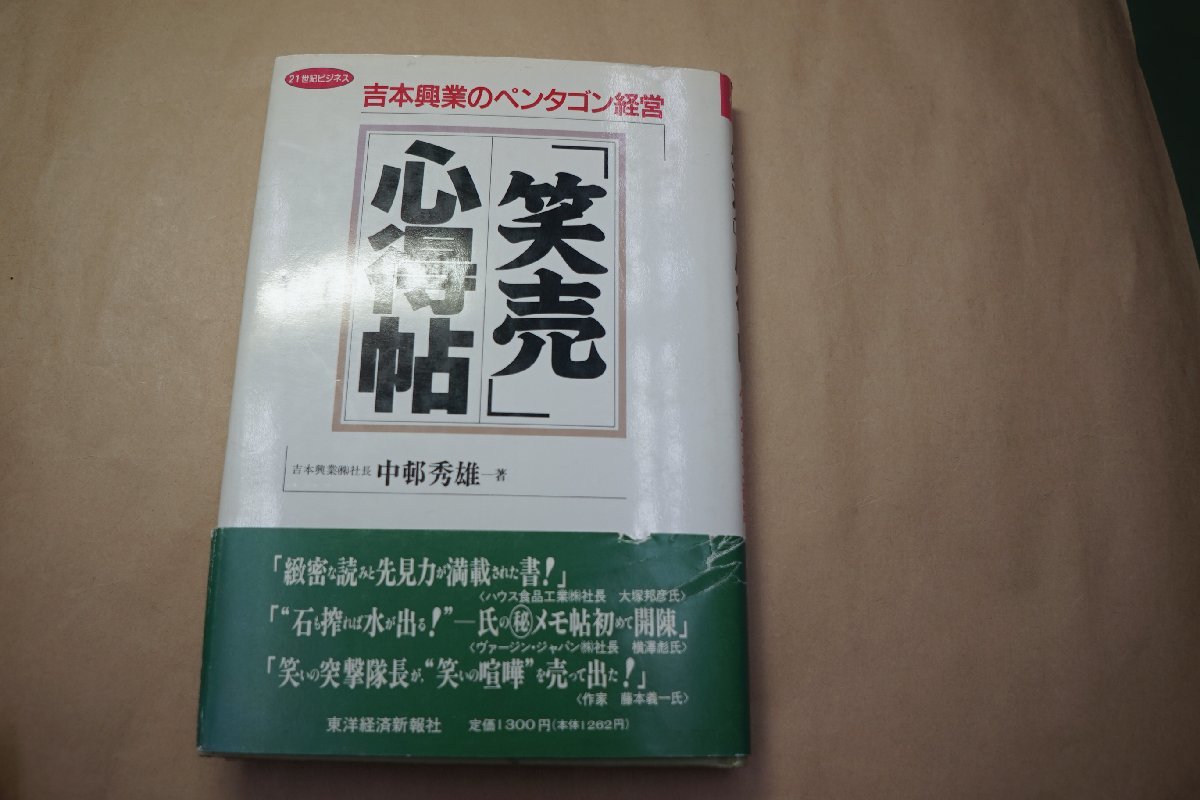 21世紀ビジネス
吉本興業のペンタゴン経営
「笑売」
心得帖
吉本興業㈱社長 中邨秀雄―著
「緻密な読みと先見力が満載された書!」
〈ハウス食品工業㈱社長 大塚邦彦氏〉
「“石も搾れば水が出る!”―氏の㊙メモ帖初めて開陳」
〈ヴァージン・ジャパン㈱社長 横澤彪氏〉
「笑いの突撃隊長が、“笑いの喧嘩”を売って出た!」
〈作家 藤本義一氏〉
東洋経済新報社 定価1300円(本体1262円)